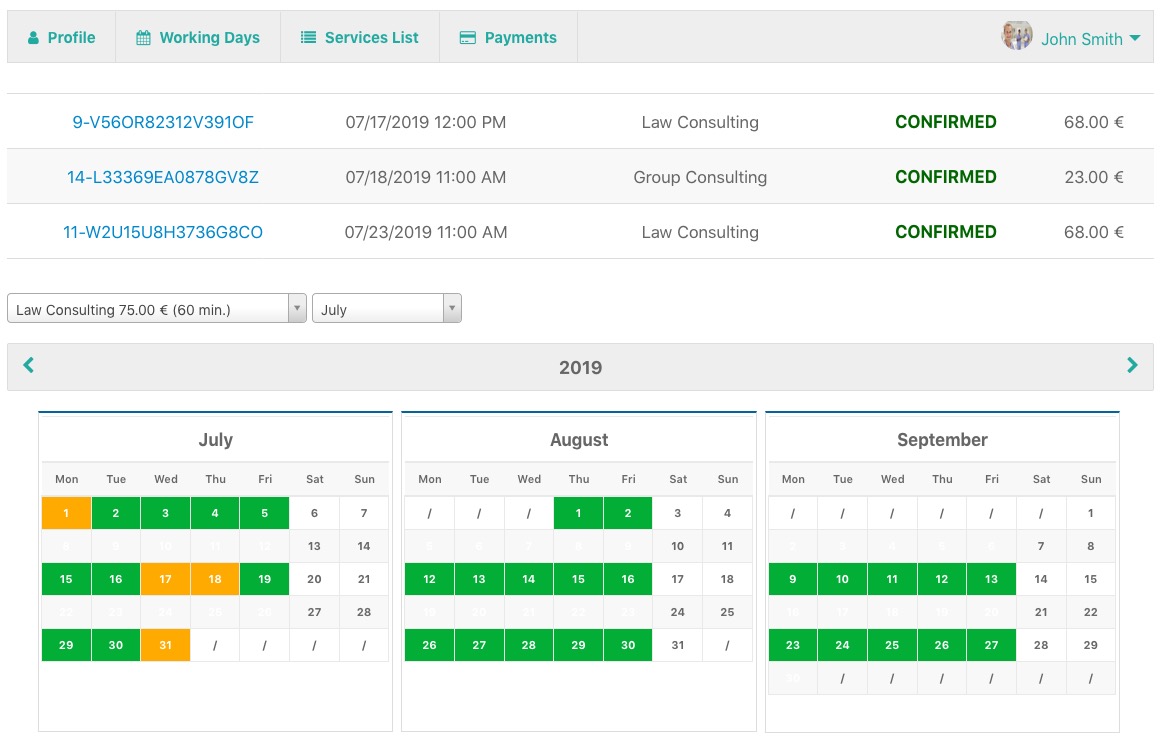 Profile Working Days Services List Payments John Smith
9-V56OR82312V391OF 07/17/2019 12:00 PM Law Consulting CONFIRMED 68.00 €
14-L33369EA0878GV8Z 07/18/2019 11:00 AM Group Consulting CONFIRMED 23.00 €
11-W2U15U8H3736G8CO 07/23/2019 11:00 AM Law Consulting CONFIRMED 68.00 €
Law Consulting 75.00 € (60 min.) July
2019
July
Mon Tue Wed Thu Fri Sat Sun
1 2 3 4 5 6 7
8 9 10 11 12 13 14
15 16 17 18 19 20 21
22 23 24 25 26 27 28
29 30 31 / / / /
August
Mon Tue Wed Thu Fri Sat Sun
/ / / 1 2 3 4
5 6 7 8 9 10 11
12 13 14 15 16 17 18
19 20 21 22 23 24 25
26 27 28 29 30 31 /
September
Mon Tue Wed Thu Fri Sat Sun
/ / / / / / 1
2 3 4 5 6 7 8
9 10 11 12 13 14 15
16 17 18 19 20 21 22
23 24 25 26 27 28 29
30 / / / / / /